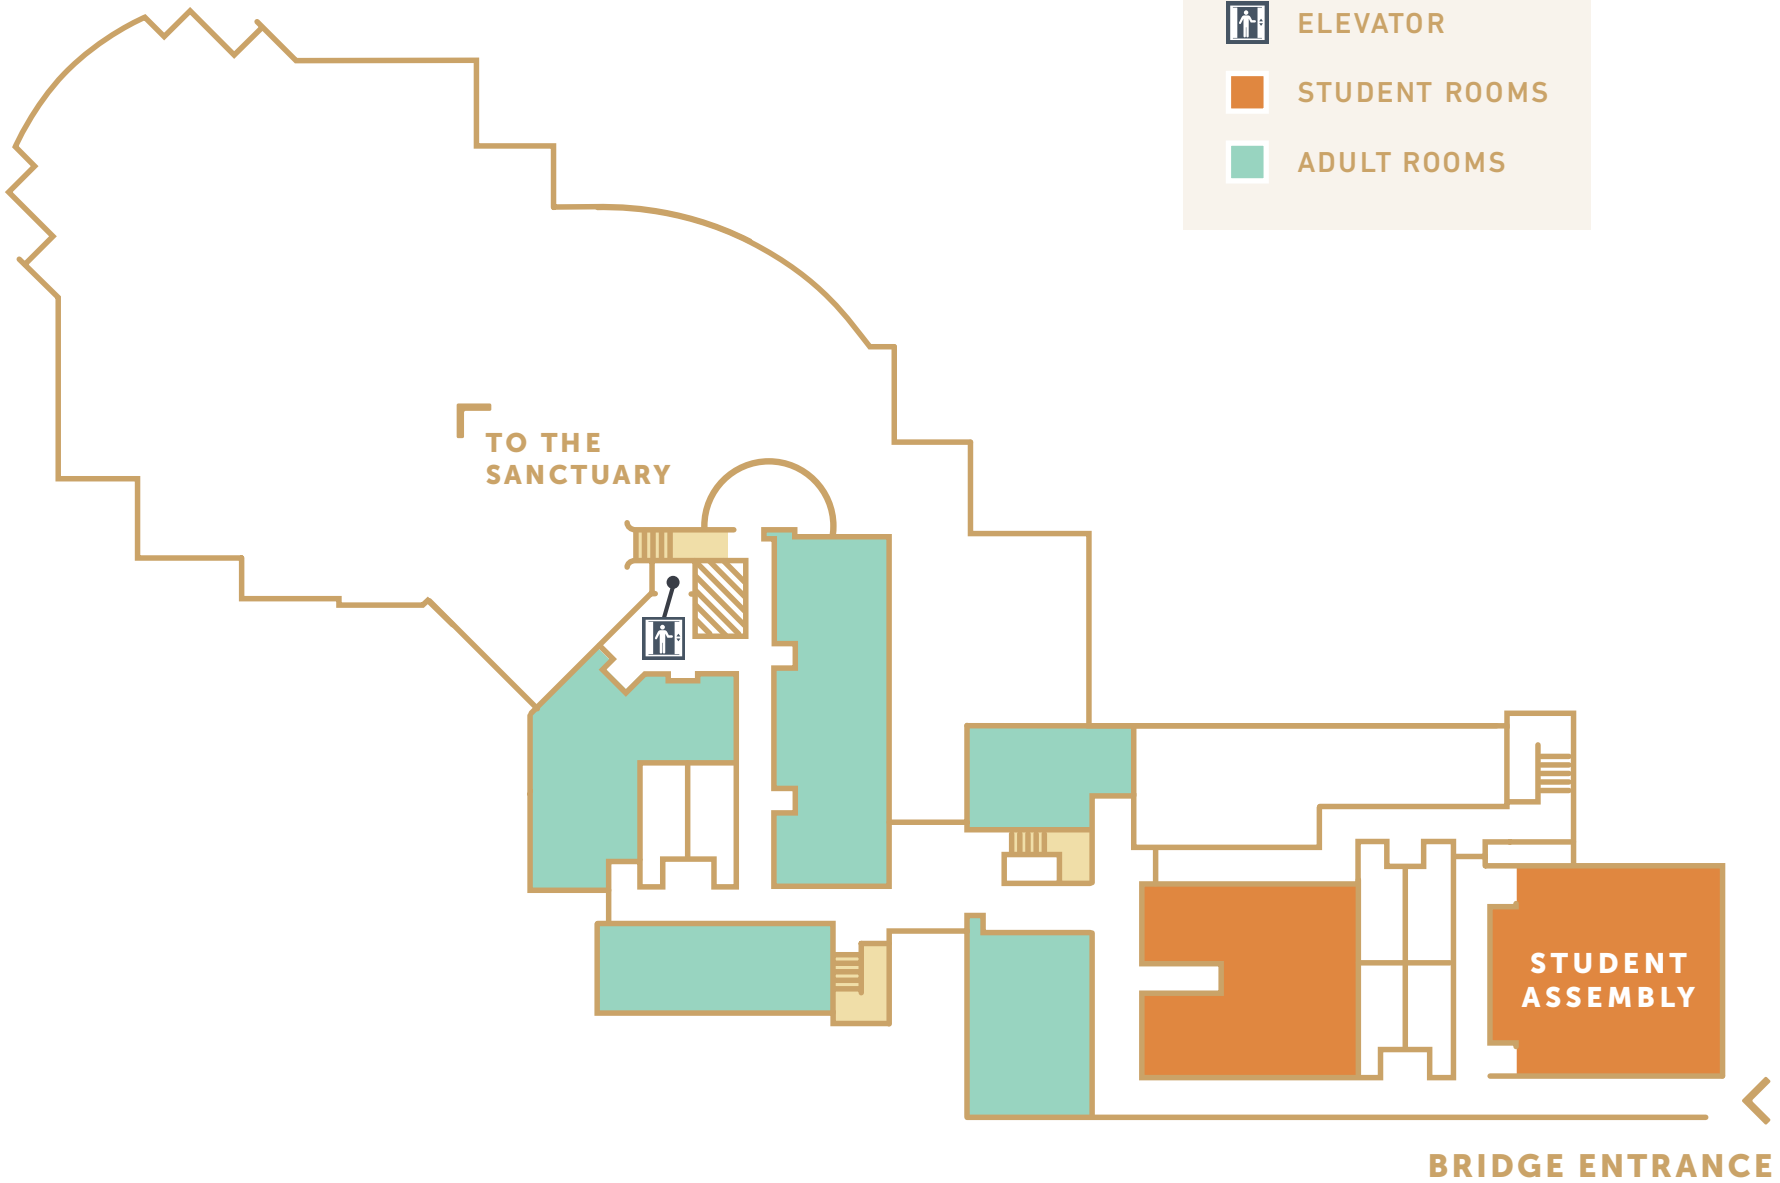 ELEVATOR
STUDENT ROOMS
ADULT ROOMS
TO THE
SANCTUARY
STUDENT
ASSEMBLY
BRIDGE ENTRANCE